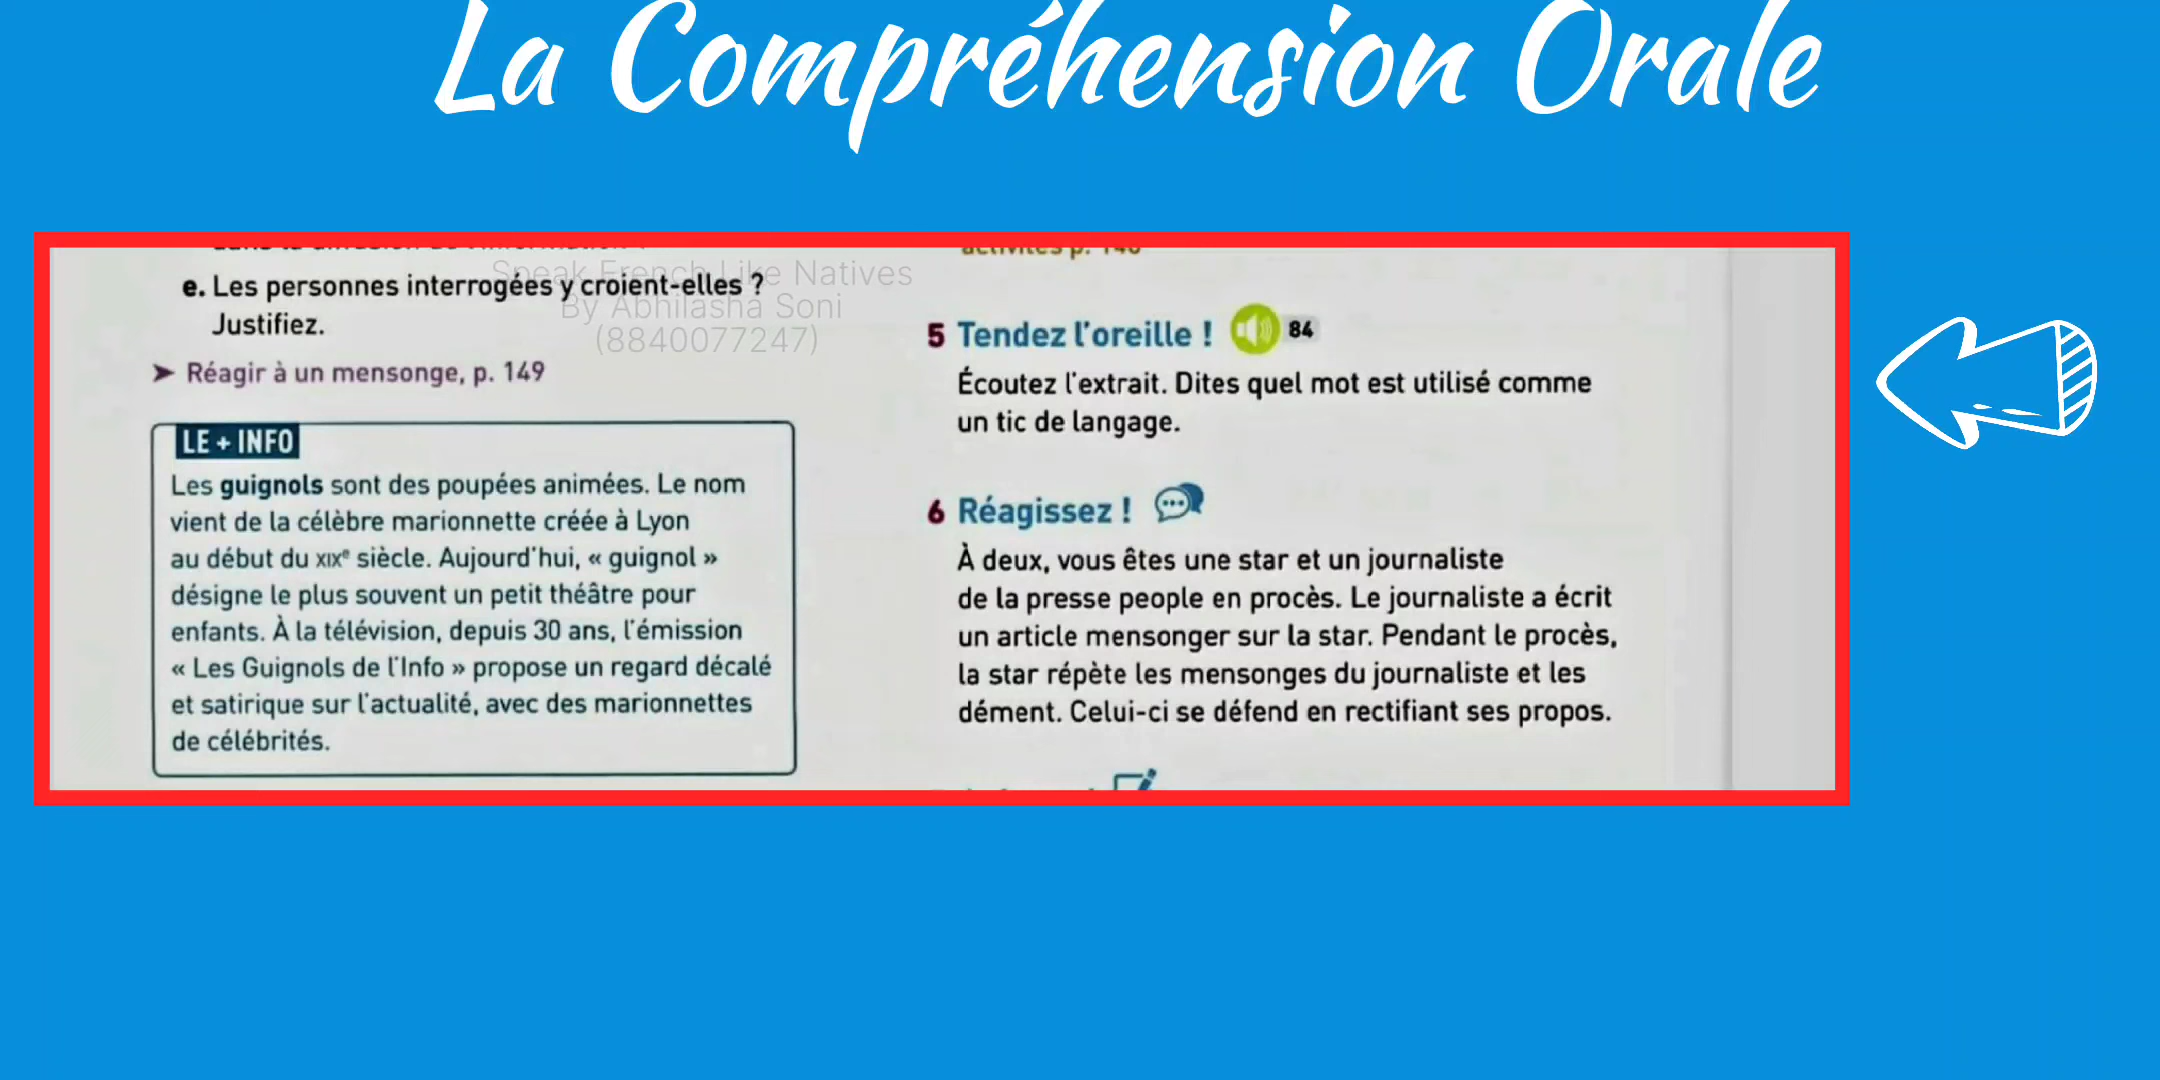 La Compréhension Orale
e. Les personnes interrogées y croient-elles ?
Justifiez.
➤ Réagir à un mensonge, p. 149
Speak French Like Natives
By Abhilasha Soni
(8840077247)
LE + INFO
Les guignols sont des poupées animées. Le nom
vient de la célèbre marionnette créée à Lyon
au début du XIXe siècle. Aujourd'hui, « guignol »
désigne le plus souvent un petit théâtre pour
enfants. À la télévision, depuis 30 ans, l'émission
« Les Guignols de l'Info » propose un regard décalé
et satirique sur l'actualité, avec des marionnettes
de célébrités.
activités p.
5 Tendez l'oreille ! 84
Écoutez l'extrait. Dites quel mot est utilisé comme
un tic de langage.
6 Réagissez !
À deux, vous êtes une star et un journaliste
de la presse people en procès. Le journaliste a écrit
un article mensonger sur la star. Pendant le procès,
la star répète les mensonges du journaliste et les
dément. Celui-ci se défend en rectifiant ses propos.